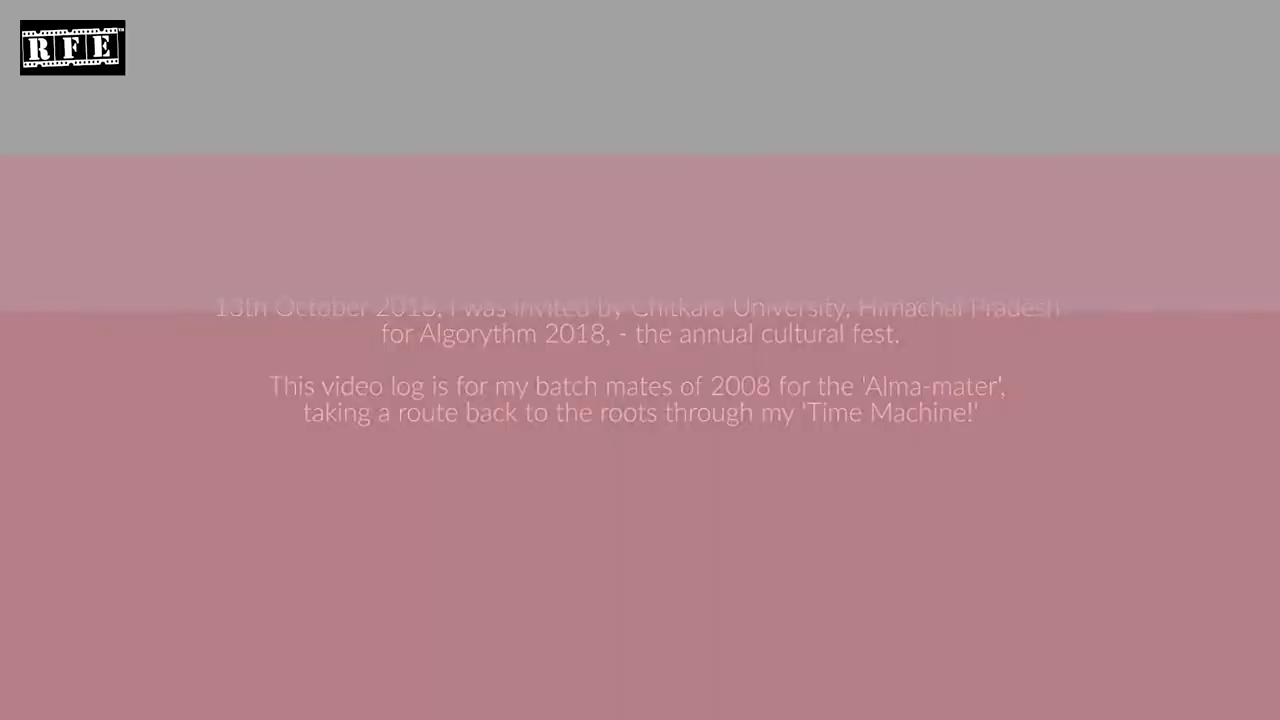 RFE
13th October 2018, I was invited by Chitkara University, Himachal Pradesh
for Algorythm 2018, - the annual cultural fest.
This video log is for my batch mates of 2008 for the 'Alma-mater',
taking a route back to the roots through my 'Time Machine!'